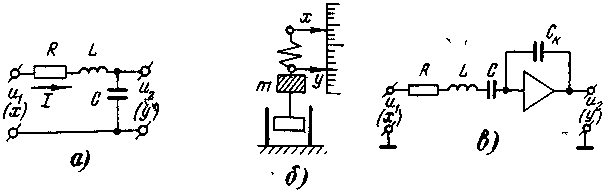 R L
C
I
u₁
(x)
u₂
(y)
а)
x
y
m
б)
R L C
Cк
u₁
(x)
u₂
(y)
в)